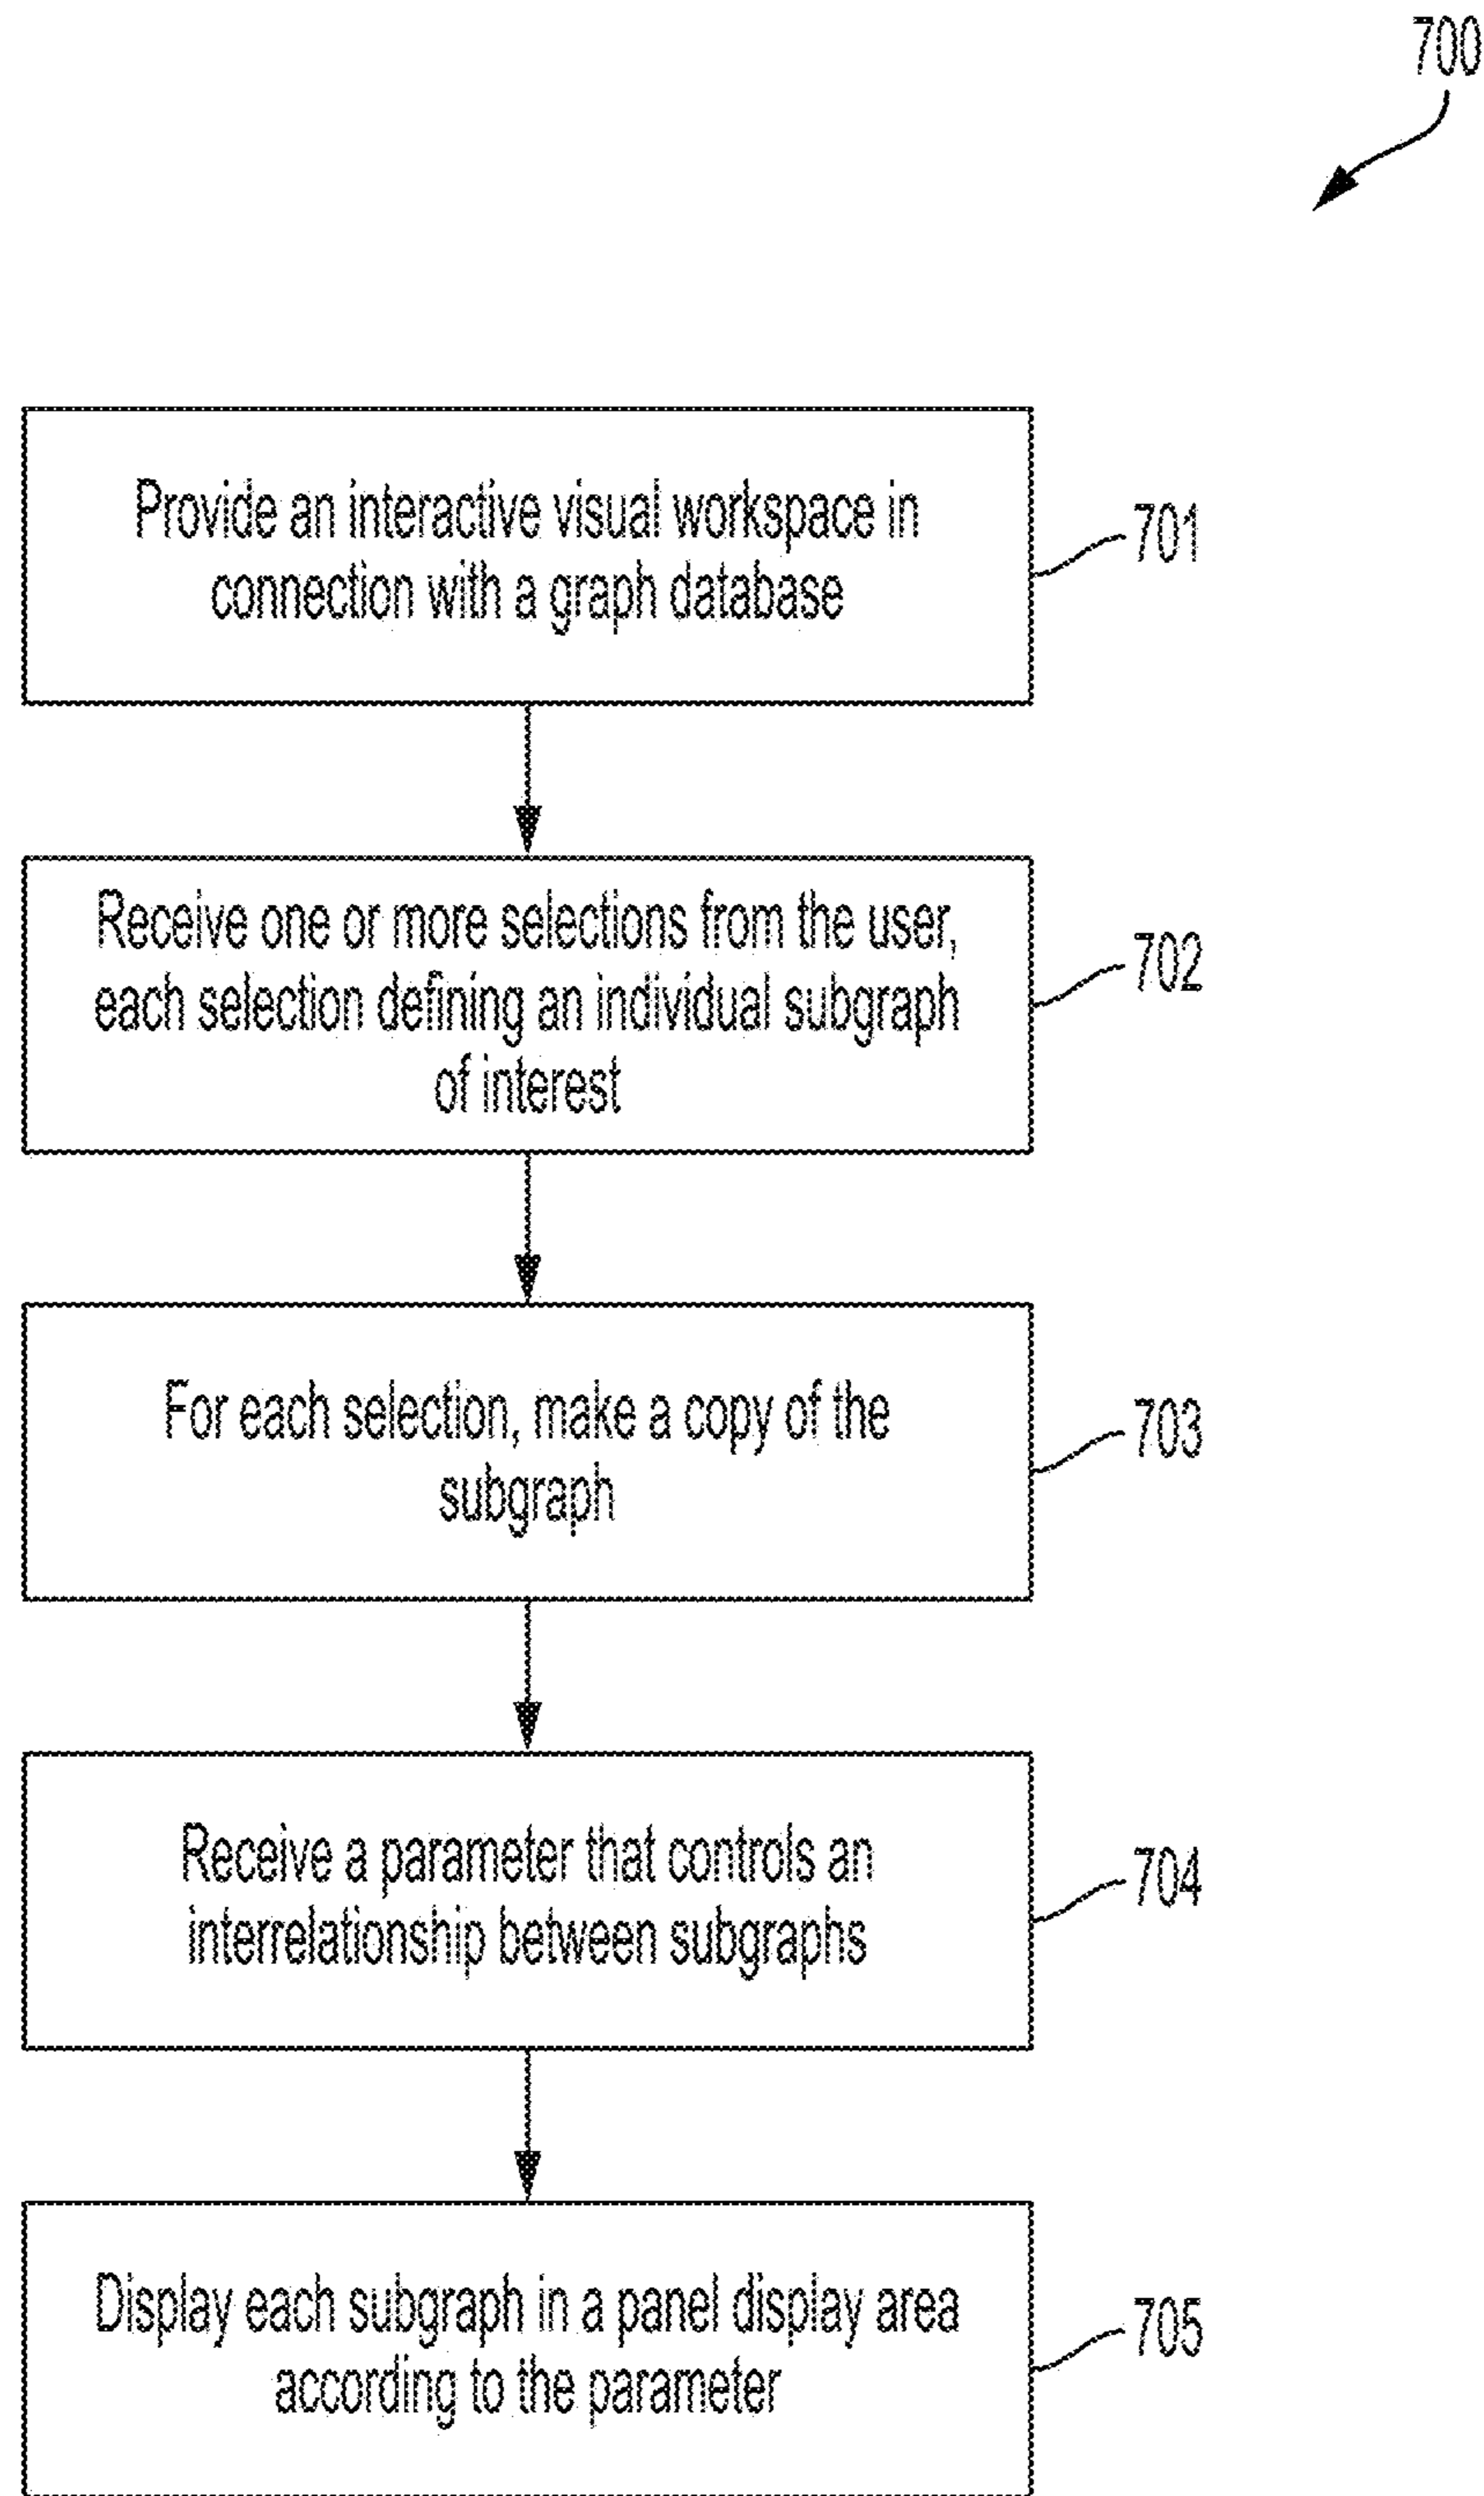 700
Provide an interactive visual workspace in
connection with a graph database
701
Receive one or more selections from the user,
each selection defining an individual subgraph
of interest
702
For each selection, make a copy of the
subgraph
703
Receive a parameter that controls an
interrelationship between subgraphs
704
Display each subgraph in a panel display area
according to the parameter
705